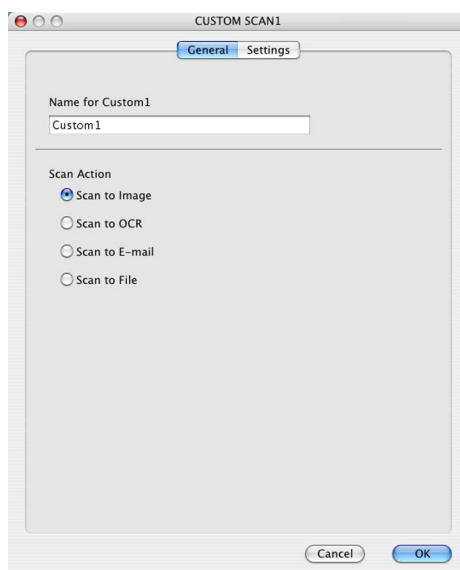 CUSTOM SCAN1
General Settings
Name for Custom1
Custom1
Scan Action
Scan to Image
Scan to OCR
Scan to E-mail
Scan to File
Cancel OK